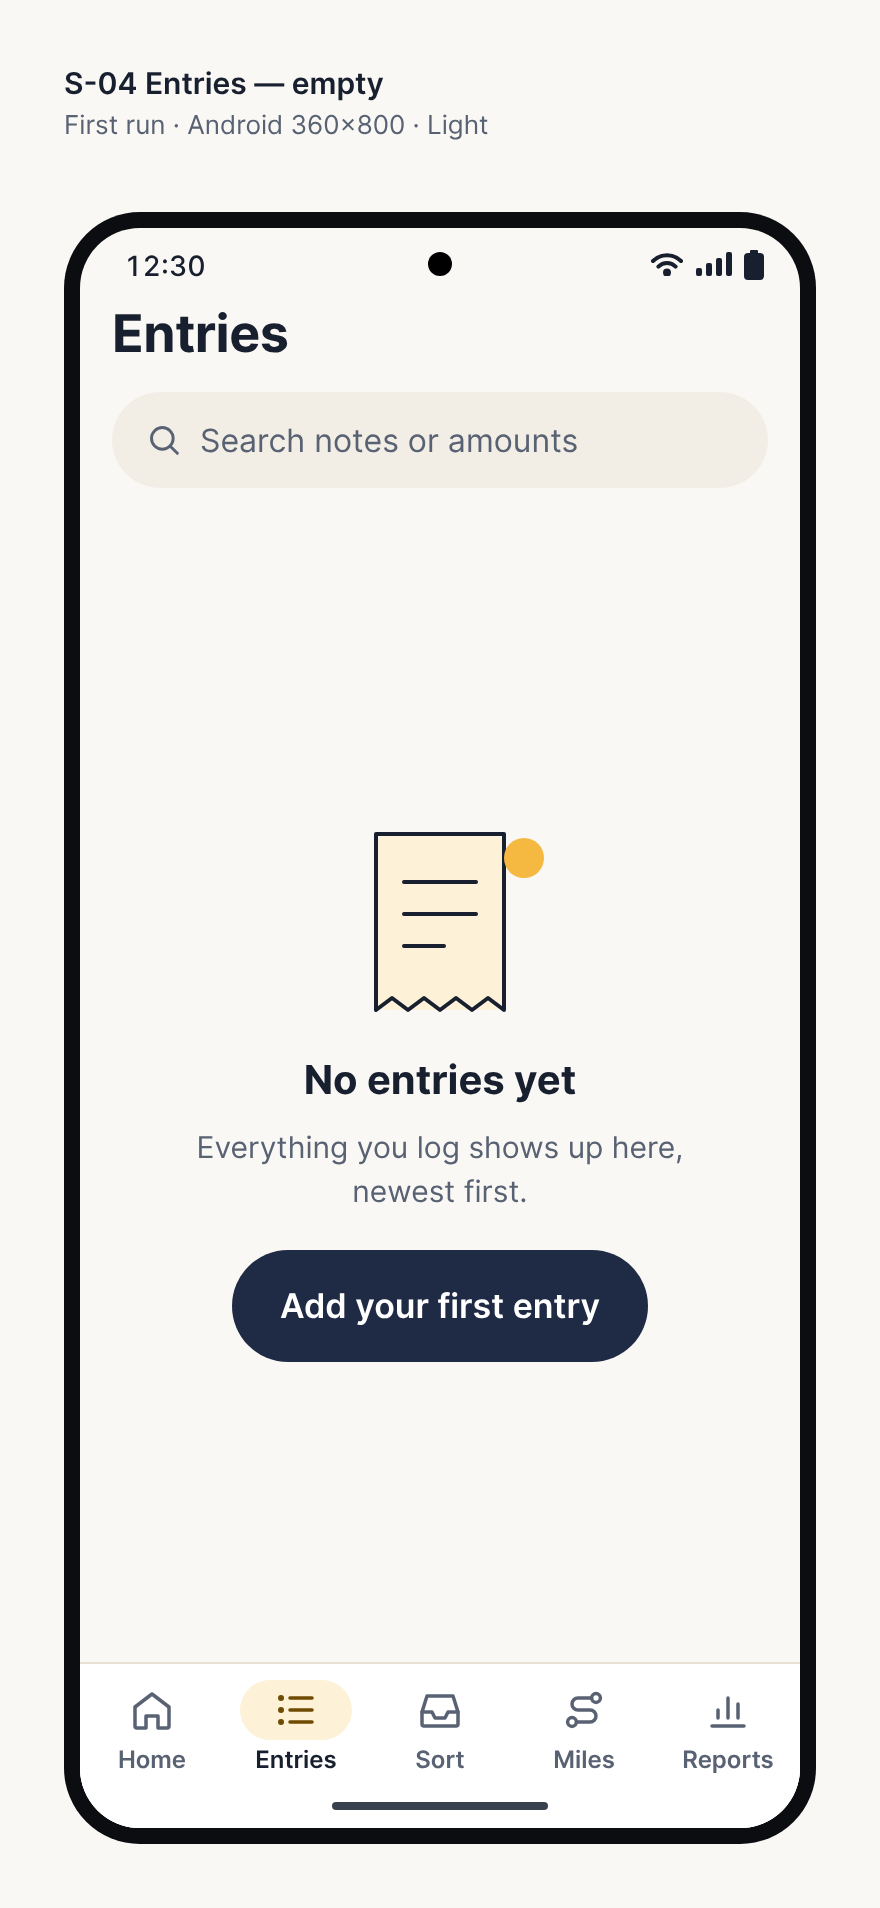 S-04 Entries — empty
First run · Android 360×800 · Light
12:30
Entries
Search notes or amounts
No entries yet
Everything you log shows up here,
newest first.
Add your first entry
Home
Entries
Sort
Miles
Reports